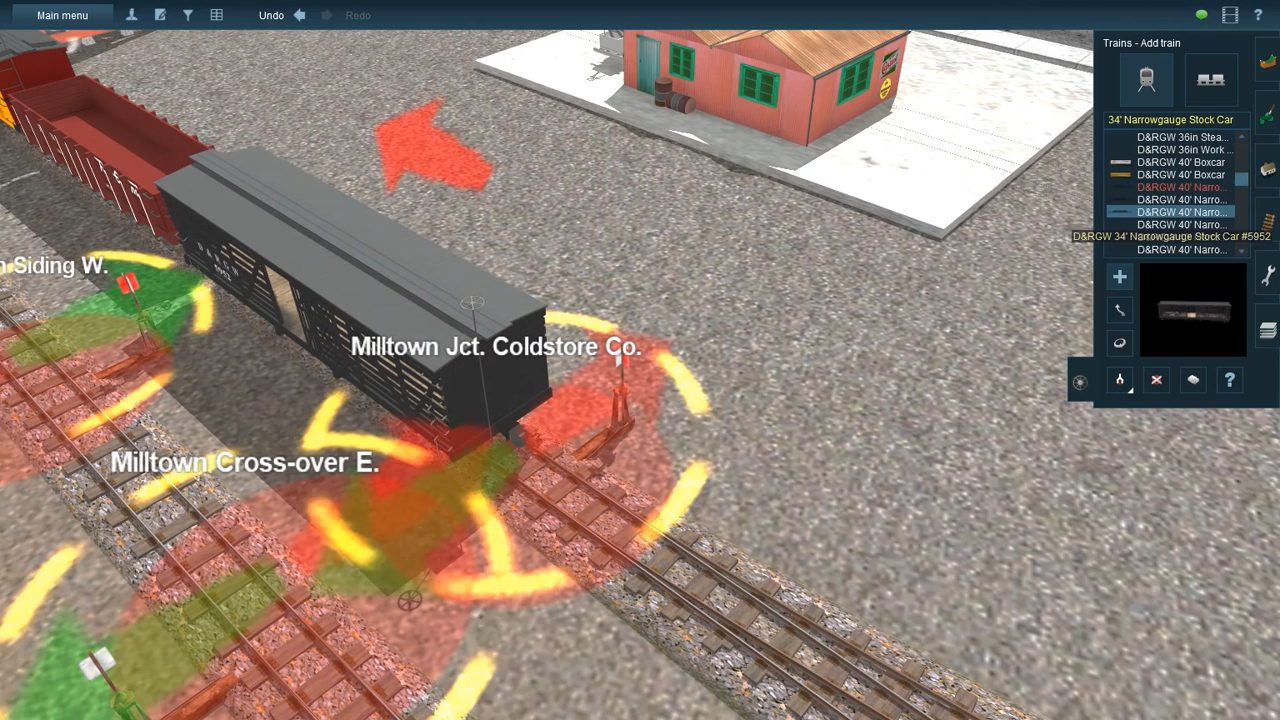 Main menu
Undo
Redo
?
Trains - Add train
34' Narrowgauge Stock Car
D&RGW 36in Stea...
D&RGW 36in Work ...
D&RGW 40' Boxcar
D&RGW 40' Boxcar
D&RGW 40' Narro...
D&RGW 40' Narro...
D&RGW 40' Narro...
D&RGW 40' Narro...
D&RGW 34' Narrowgauge Stock Car #5952
D&RGW 40' Narro...
?
Siding W.
Milltown Jct. Coldstore Co.
Milltown Cross-over E.